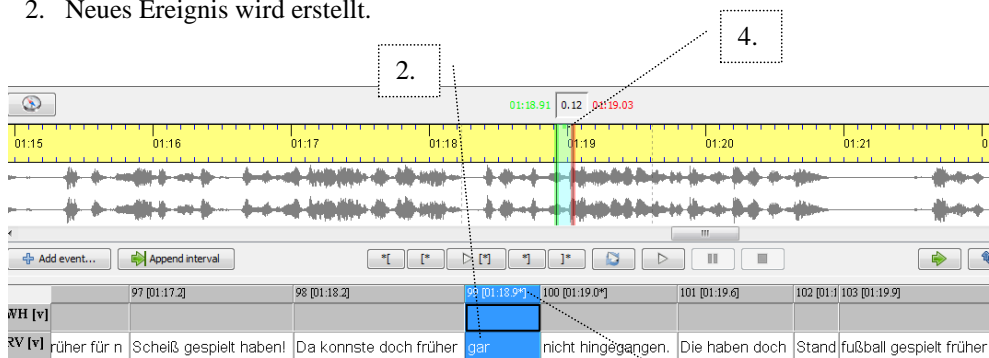 2. Neues Ereignis wird erstellt.
4.
2.
01:18.91 0.12 01:19.03
01:15 01:16 01:17 01:18 01:19 01:20 01:21
Add event... Append interval *[ [* [*] *] ]*
97 [01:17.2] 98 [01:18.2] 99 [01:18.9*] 100 [01:19.0*] 101 [01:19.6] 102 [01:1 103 [01:19.9]
WH [v]
RV [v] rüher für n Scheiß gespielt haben! Da konnste doch früher gar nicht hingegangen. Die haben doch Stand fußball gespielt früher